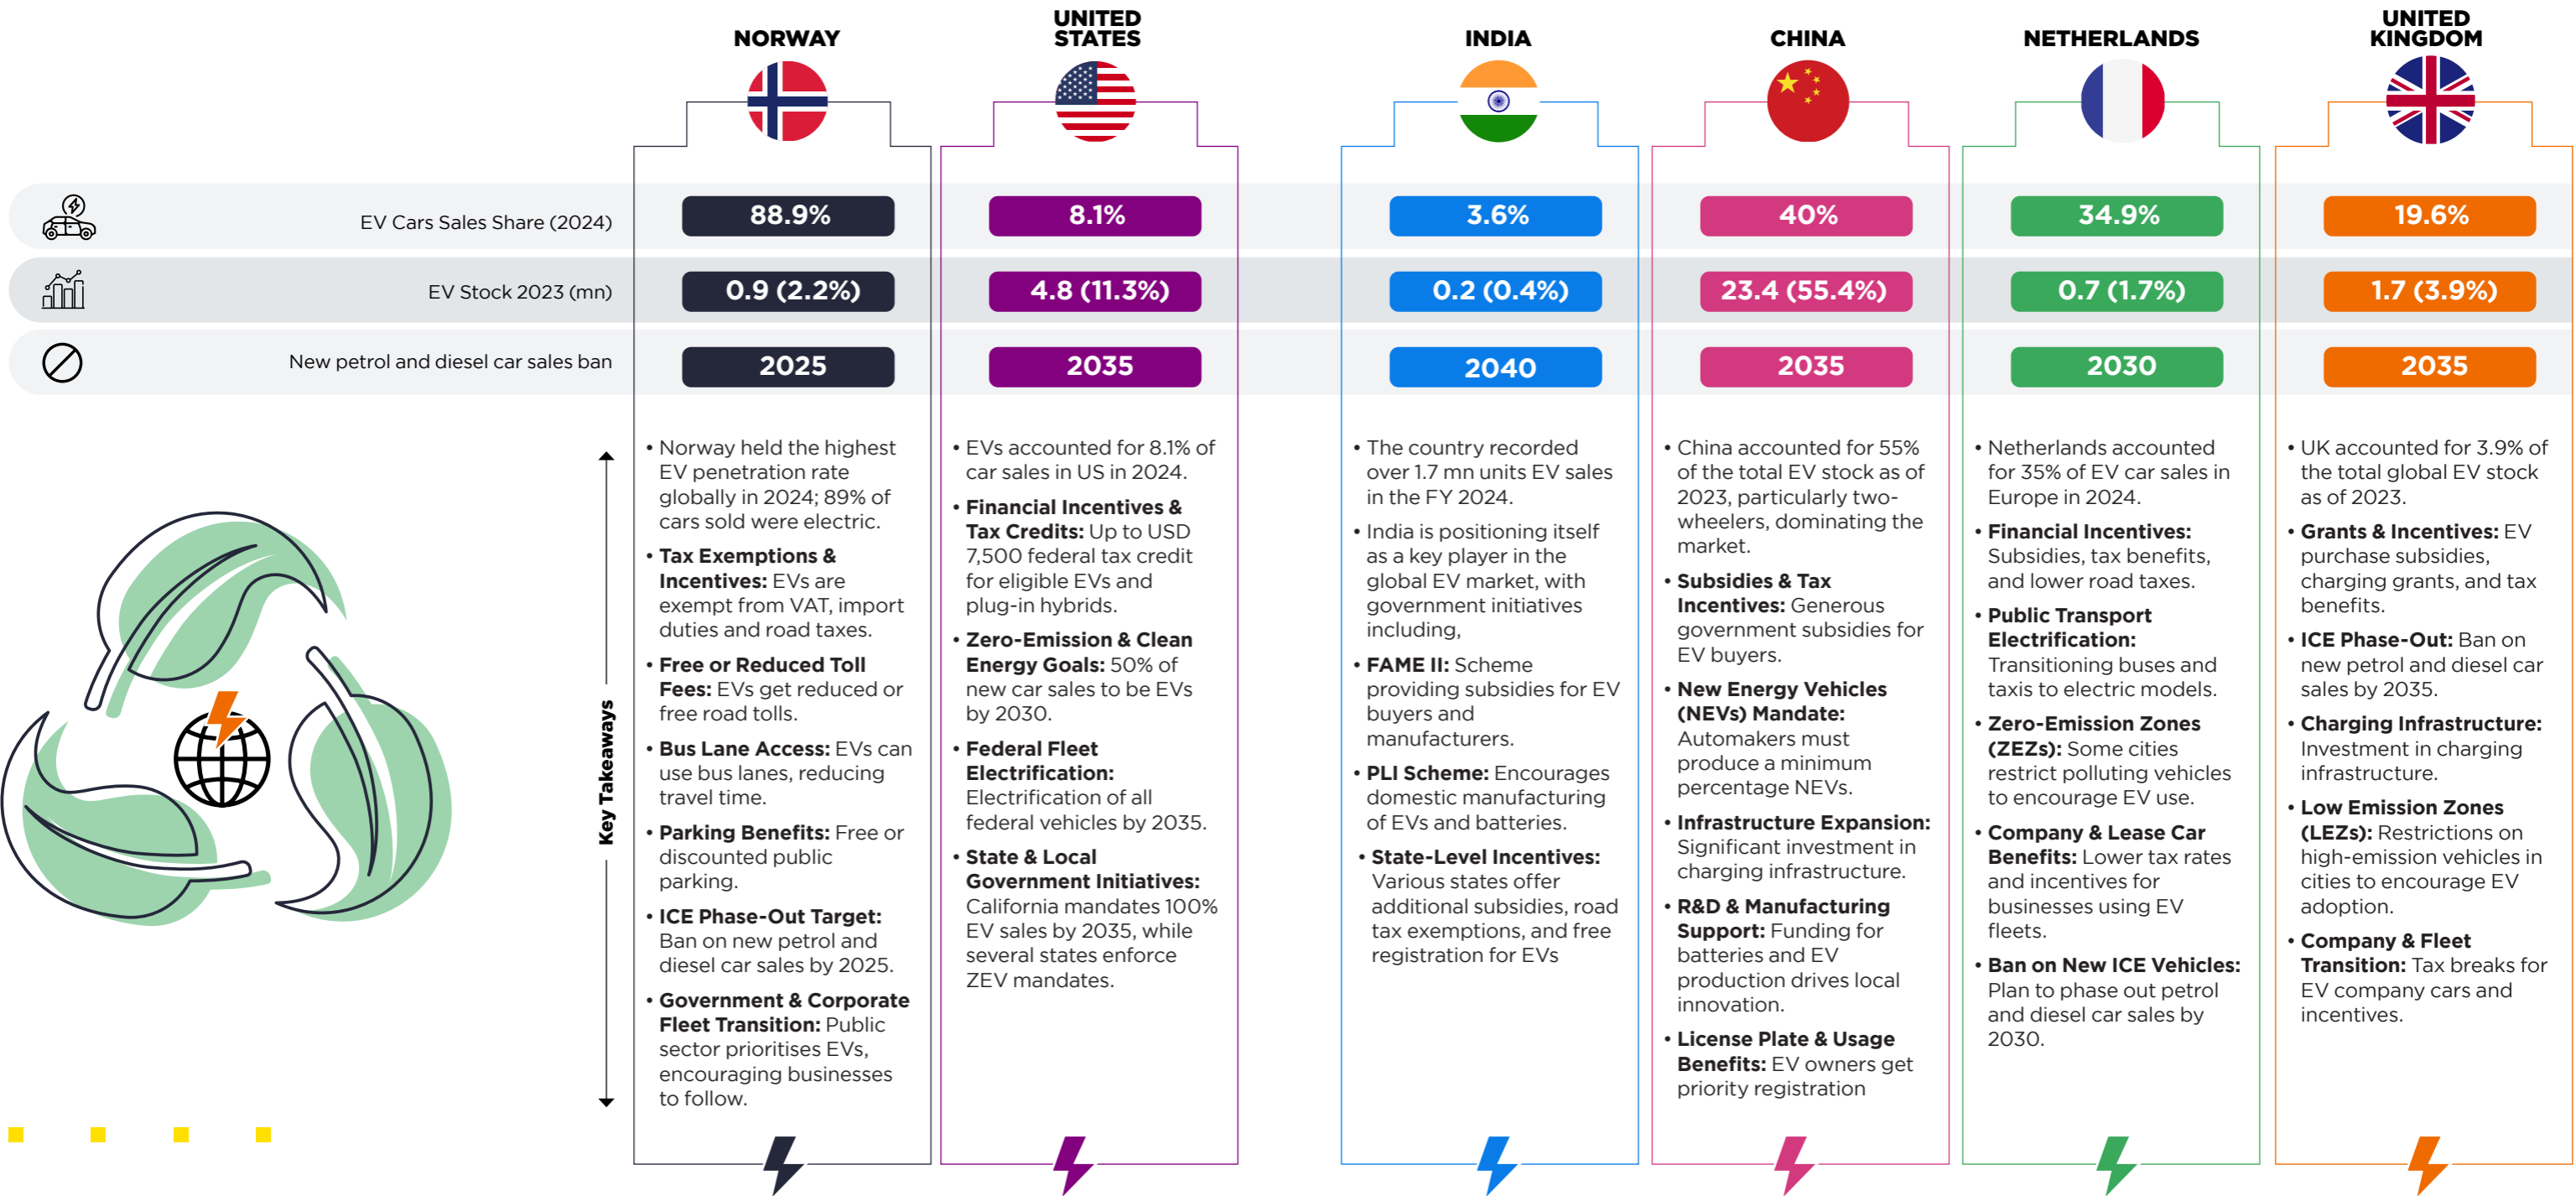 NORWAY
UNITED
STATES
INDIA
CHINA
NETHERLANDS
UNITED
KINGDOM
EV Cars Sales Share (2024)
88.9%
8.1%
3.6%
40%
34.9%
19.6%
EV Stock 2023 (mn)
0.9 (2.2%)
4.8 (11.3%)
0.2 (0.4%)
23.4 (55.4%)
0.7 (1.7%)
1.7 (3.9%)
New petrol and diesel car sales ban
2025
2035
2040
2035
2030
2035
Key Takeaways
• Norway held the highest
EV penetration rate
globally in 2024; 89% of
cars sold were electric.
• Tax Exemptions &
Incentives: EVs are
exempt from VAT, import
duties and road taxes.
• Free or Reduced Toll
Fees: EVs get reduced or
free road tolls.
• Bus Lane Access: EVs can
use bus lanes, reducing
travel time.
• Parking Benefits: Free or
discounted public
parking.
• ICE Phase-Out Target:
Ban on new petrol and
diesel car sales by 2025.
• Government & Corporate
Fleet Transition: Public
sector prioritises EVs,
encouraging businesses
to follow.
• EVs accounted for 8.1% of
car sales in US in 2024.
• Financial Incentives &
Tax Credits: Up to USD
7,500 federal tax credit
for eligible EVs and
plug-in hybrids.
• Zero-Emission & Clean
Energy Goals: 50% of
new car sales to be EVs
by 2030.
• Federal Fleet
Electrification:
Electrification of all
federal vehicles by 2035.
• State & Local
Government Initiatives:
California mandates 100%
EV sales by 2035, while
several states enforce
ZEV mandates.
• The country recorded
over 1.7 mn units EV sales
in the FY 2024.
• India is positioning itself
as a key player in the
global EV market, with
government initiatives
including,
• FAME II: Scheme
providing subsidies for EV
buyers and
manufacturers.
• PLI Scheme: Encourages
domestic manufacturing
of EVs and batteries.
• State-Level Incentives:
Various states offer
additional subsidies, road
tax exemptions, and free
registration for EVs
• China accounted for 55%
of the total EV stock as of
2023, particularly two-
wheelers, dominating the
market.
• Subsidies & Tax
Incentives: Generous
government subsidies for
EV buyers.
• New Energy Vehicles
(NEVs) Mandate:
Automakers must
produce a minimum
percentage NEVs.
• Infrastructure Expansion:
Significant investment in
charging infrastructure.
• R&D & Manufacturing
Support: Funding for
batteries and EV
production drives local
innovation.
• License Plate & Usage
Benefits: EV owners get
priority registration
• Netherlands accounted
for 35% of EV car sales in
Europe in 2024.
• Financial Incentives:
Subsidies, tax benefits,
and lower road taxes.
• Public Transport
Electrification:
Transitioning buses and
taxis to electric models.
• Zero-Emission Zones
(ZEZs): Some cities
restrict polluting vehicles
to encourage EV use.
• Company & Lease Car
Benefits: Lower tax rates
and incentives for
businesses using EV
fleets.
• Ban on New ICE Vehicles:
Plan to phase out petrol
and diesel car sales by
2030.
• UK accounted for 3.9% of
the total global EV stock
as of 2023.
• Grants & Incentives: EV
purchase subsidies,
charging grants, and tax
benefits.
• ICE Phase-Out: Ban on
new petrol and diesel car
sales by 2035.
• Charging Infrastructure:
Investment in charging
infrastructure.
• Low Emission Zones
(LEZs): Restrictions on
high-emission vehicles in
cities to encourage EV
adoption.
• Company & Fleet
Transition: Tax breaks for
EV company cars and
incentives.